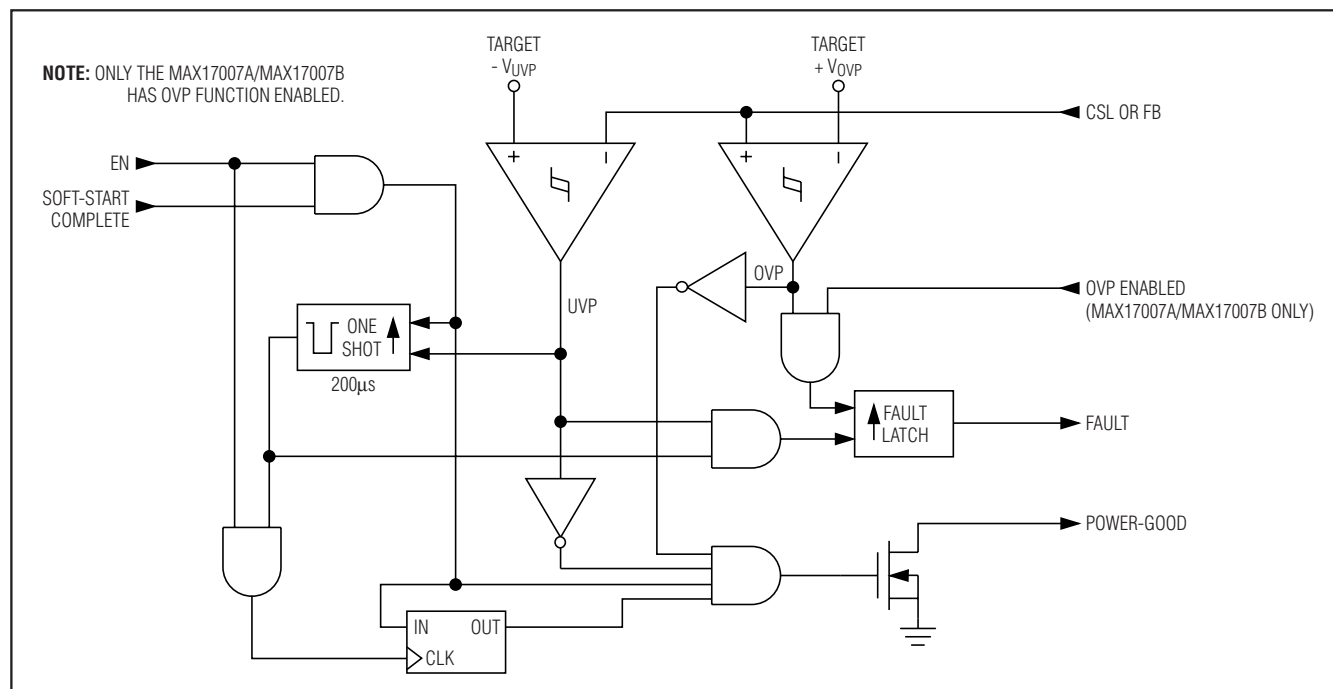 NOTE: ONLY THE MAX17007A/MAX17007B
HAS OVP FUNCTION ENABLED.
TARGET
- VUVP
TARGET
+ VOVP
CSL OR FB
EN
SOFT-START
COMPLETE
+
−
+
−
OVP
UVP
OVP ENABLED
(MAX17007A/MAX17007B ONLY)
ONE
SHOT
200μs
FAULT
LATCH
FAULT
POWER-GOOD
IN
OUT
CLK